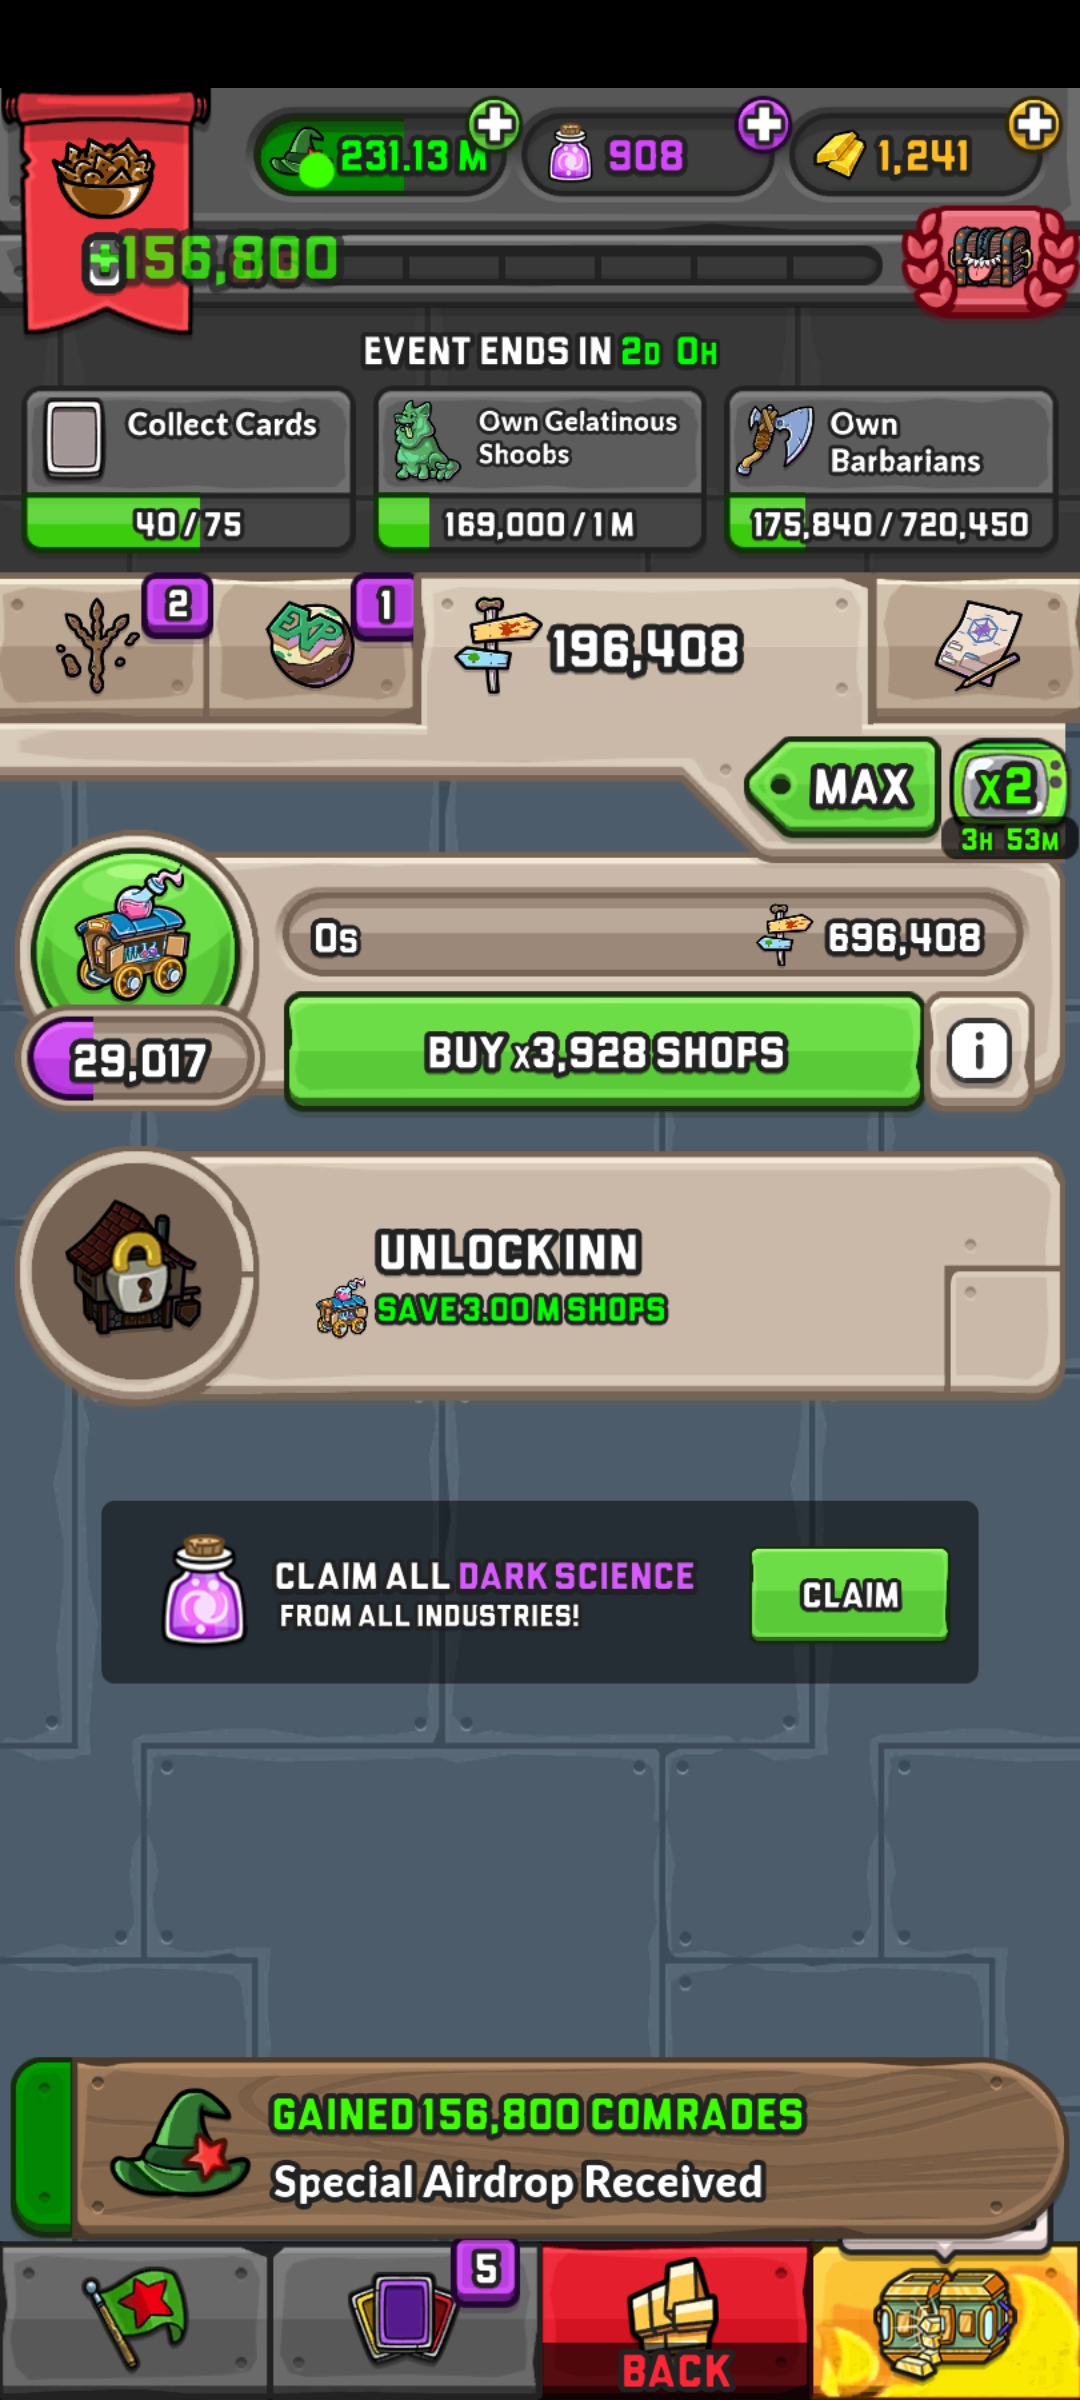 231.13 M
908
1,241
+156,800
EVENT ENDS IN 2D 0H
Collect Cards
40/75
Own Gelatinous
Shoobs
169,000/1 M
Own
Barbarians
175,840/720,450
2
EXP
1
196,408
MAX
x2
3H 53M
0s
696,408
29,017
BUY x3,928 SHOPS
i
UNLOCK INN
SAVE 3.00 M SHOPS
CLAIM ALL DARK SCIENCE
FROM ALL INDUSTRIES!
CLAIM
GAINED 156,800 COMRADES
Special Airdrop Received
5
BACK